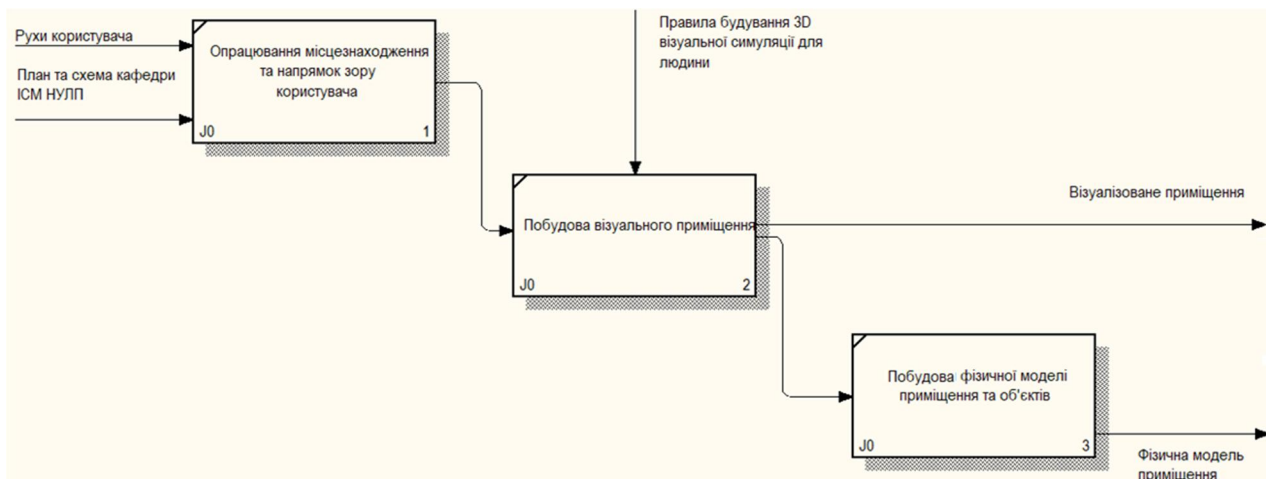 Рухи користувача
План та схема кафедри
ІСМ НУЛП
Опрацювання місцезнаходження
та напрямок зору
користувача
J0
1
Правила будування 3D
візуальної симуляції для
людини
Побудова візуального приміщення
J0
2
Візуалізоване приміщення
Побудова фізичної моделі
приміщення та об'єктів
J0
3
Фізична модель
приміщення